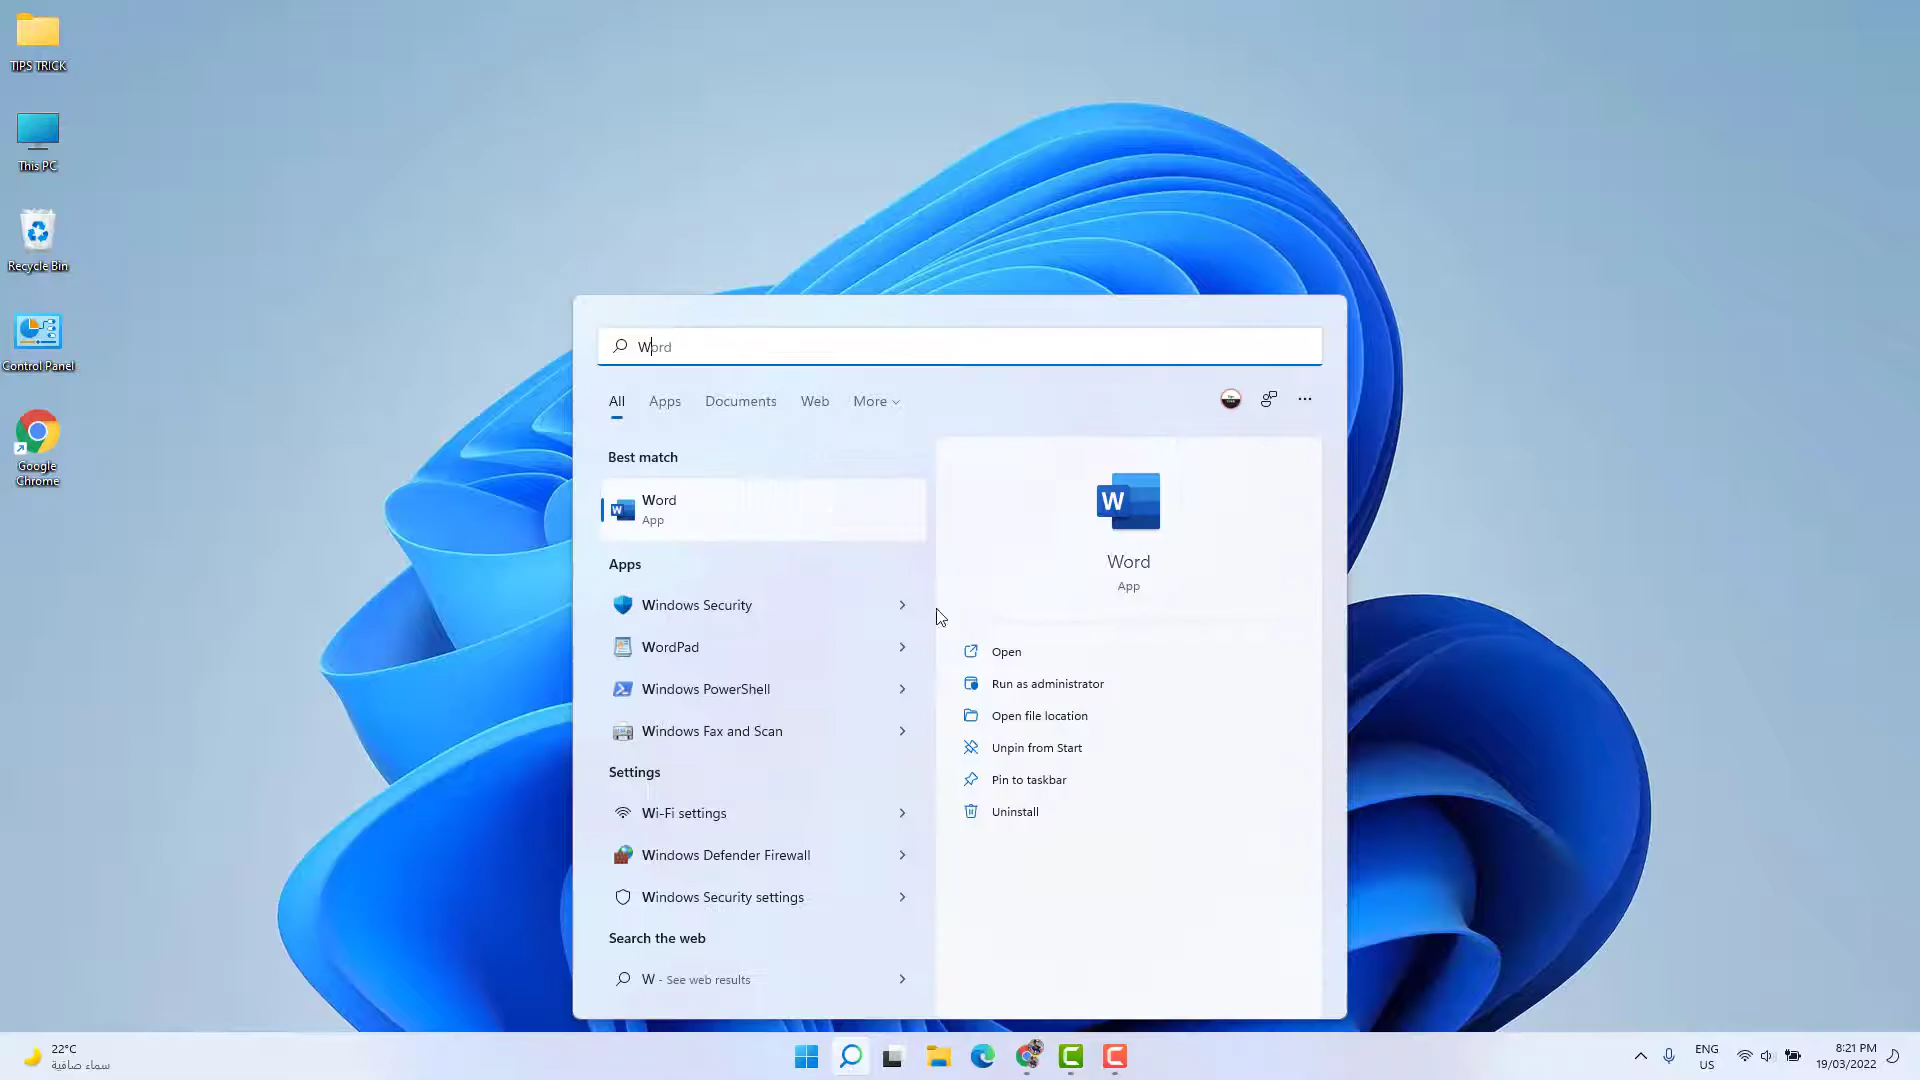 TIPS TRICK
This PC
Recycle Bin
Control Panel
Google
Chrome
Word
All Apps Documents Web More
Best match
Word
App
Apps
Windows Security
WordPad
Windows PowerShell
Windows Fax and Scan
Settings
Wi-Fi settings
Windows Defender Firewall
Windows Security settings
Search the web
W - See web results
W
Word
App
Open
Run as administrator
Open file location
Unpin from Start
Pin to taskbar
Uninstall
22°C
سماء صافية
ENG
US
8:21 PM
19/03/2022